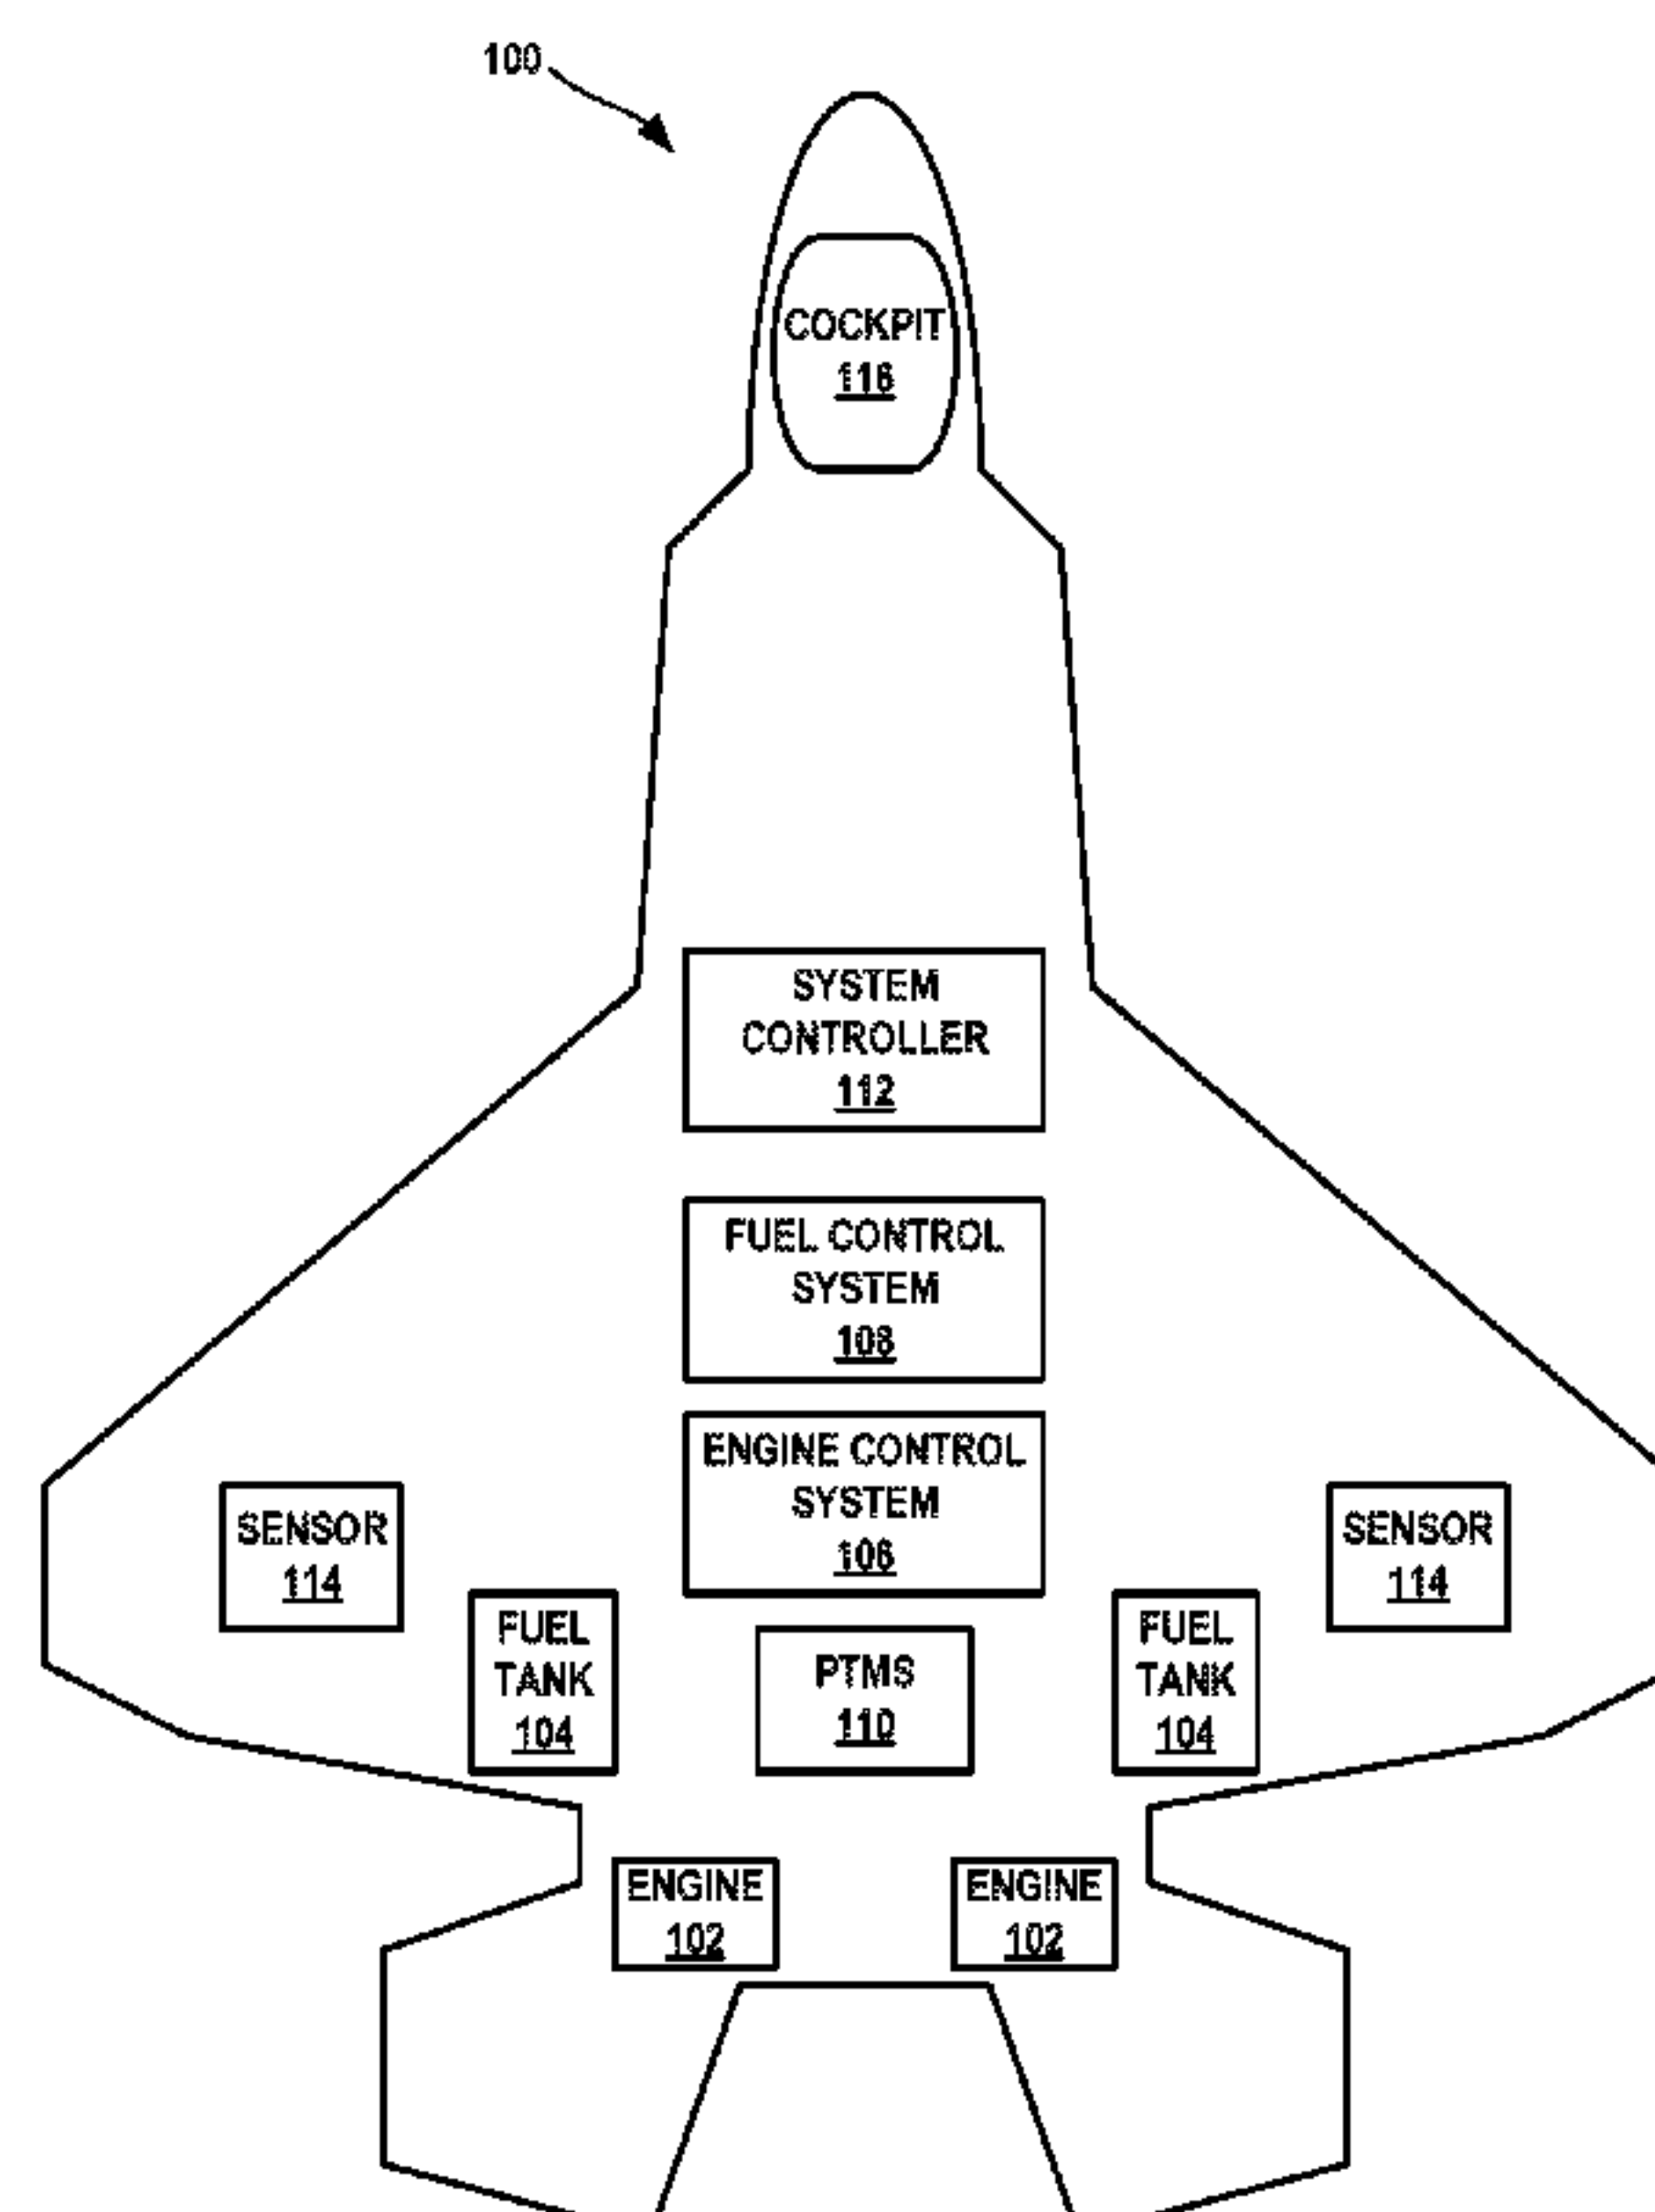 100
COCKPIT
116
SYSTEM
CONTROLLER
112
FUEL CONTROL
SYSTEM
108
ENGINE CONTROL
SYSTEM
106
SENSOR
114
SENSOR
114
FUEL
TANK
104
PTMS
110
FUEL
TANK
104
ENGINE
102
ENGINE
102